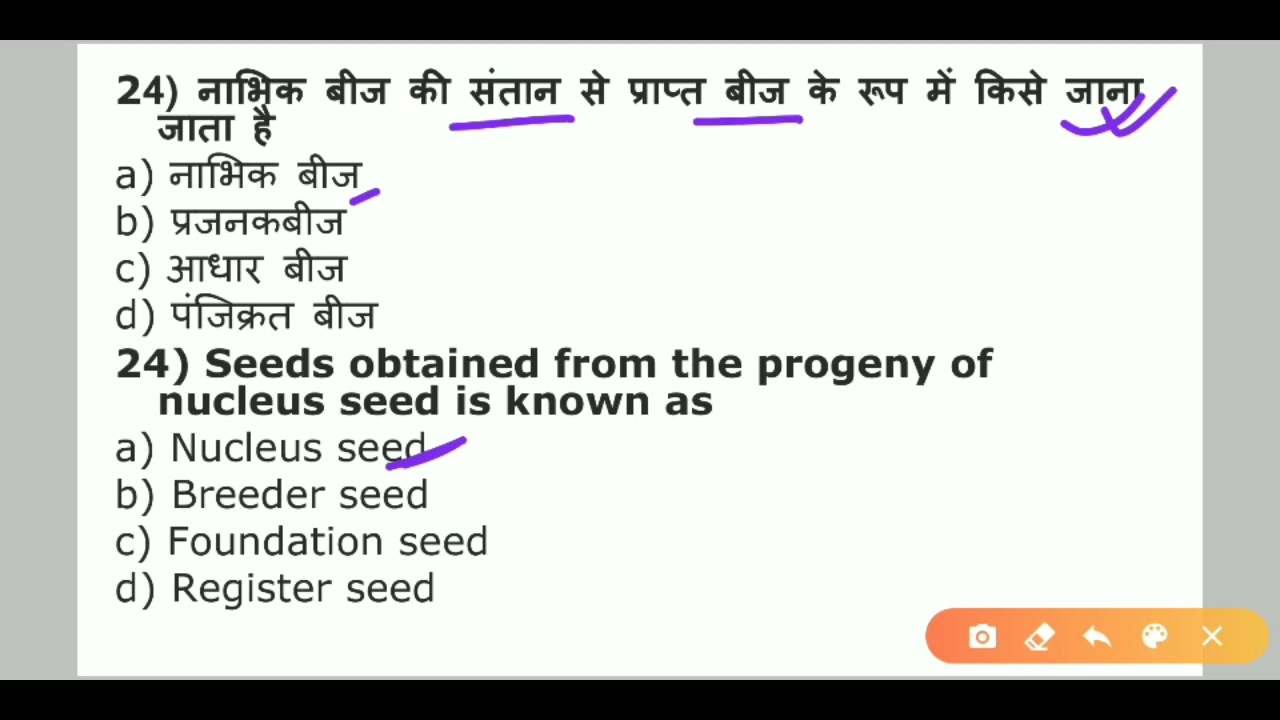 24) नाभिक बीज की संतान से प्राप्त बीज के रूप में किसे जाना
जाता है
a) नाभिक बीज
b) प्रजनकबीज
c) आधार बीज
d) पंजिक्रत बीज
24) Seeds obtained from the progeny of
nucleus seed is known as
a) Nucleus seed
b) Breeder seed
c) Foundation seed
d) Register seed